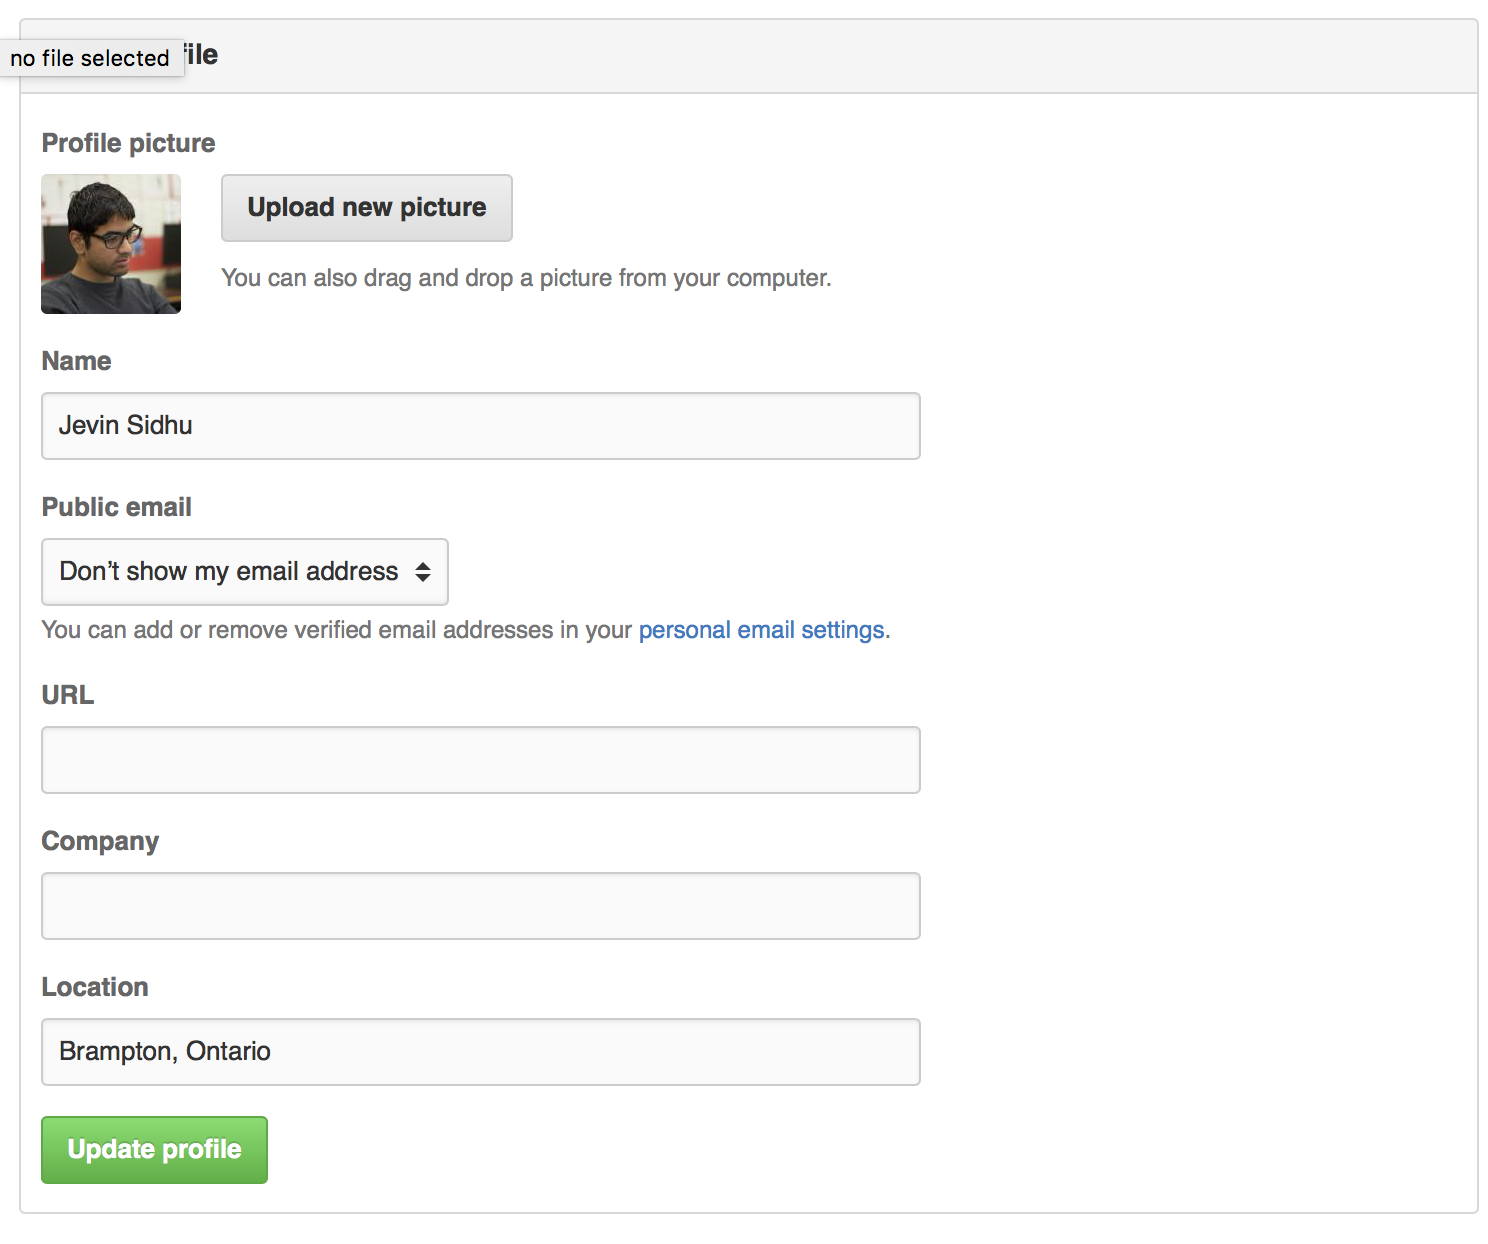 no file selected
file
Profile picture
Upload new picture
You can also drag and drop a picture from your computer.
Name
Jevin Sidhu
Public email
Don’t show my email address
You can add or remove verified email addresses in your personal email settings.
URL
Company
Location
Brampton, Ontario
Update profile